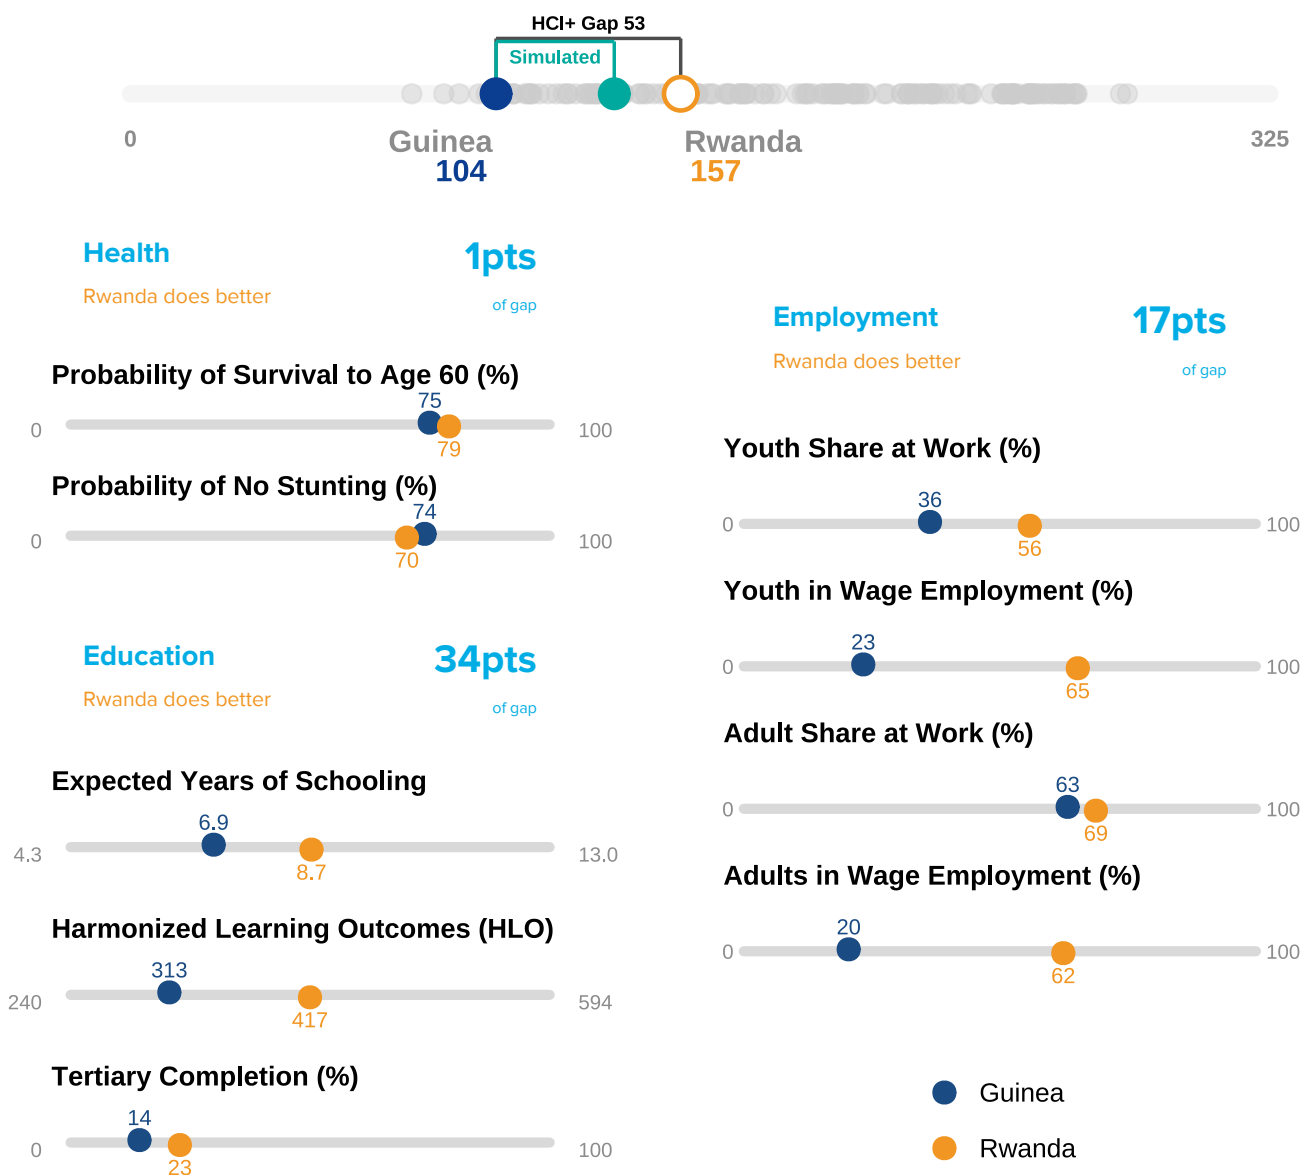 HCI+ Gap 53
Simulated
0
325
Guinea
Rwanda
104
157
Health
1pts
Rwanda does better
of gap
Probability of Survival to Age 60 (%)
75
0
100
79
Probability of No Stunting (%)
74
0
100
70
Education
34pts
Rwanda does better
of gap
Expected Years of Schooling
6.9
4.3
13.0
8.7
Harmonized Learning Outcomes (HLO)
313
240
594
417
Tertiary Completion (%)
14
0
100
23
Employment
17pts
Rwanda does better
of gap
Youth Share at Work (%)
36
0
100
56
Youth in Wage Employment (%)
23
0
100
65
Adult Share at Work (%)
63
0
100
69
Adults in Wage Employment (%)
20
0
100
62
Guinea
Rwanda